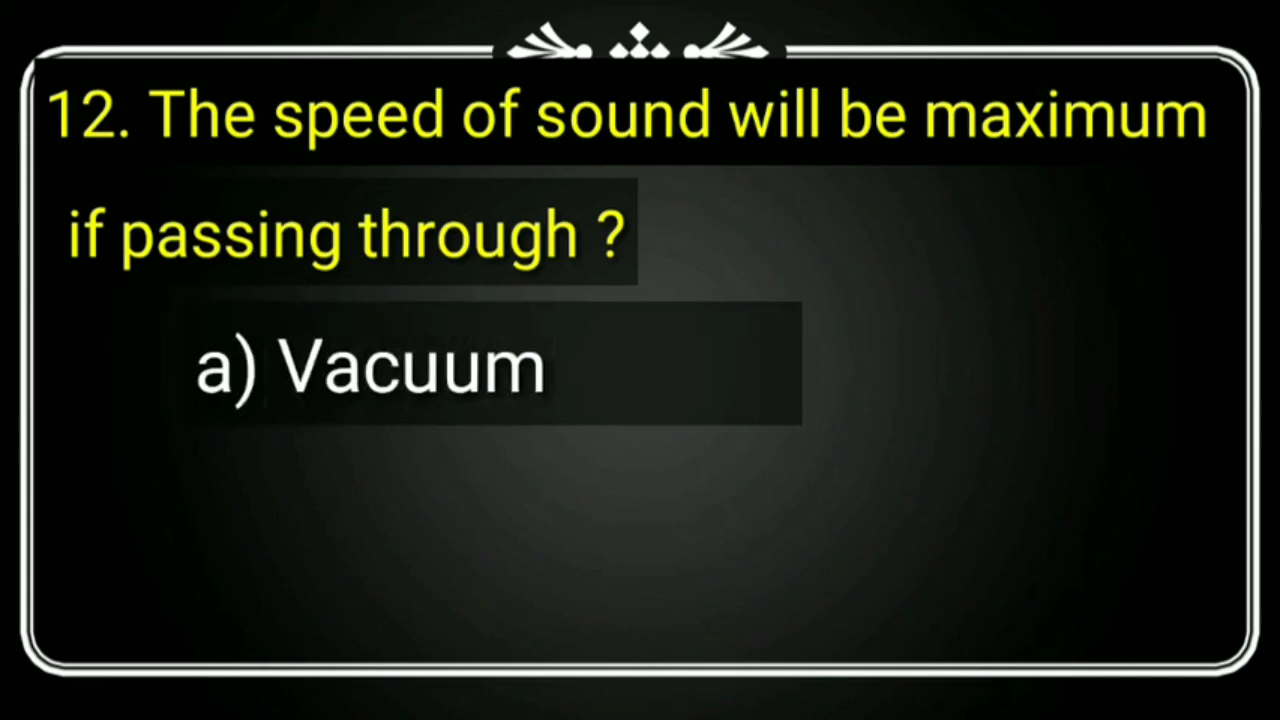 12. The speed of sound will be maximum
if passing through ?
a) Vacuum